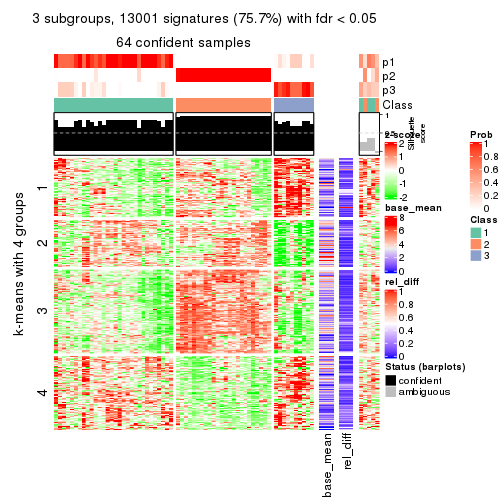 3 subgroups, 13001 signatures (75.7%) with fdr < 0.05
64 confident samples
p1
p2
p3
Class
1
0
Silhouette
score
z-score
2
1
0
-1
-2
base_mean
8
6
4
2
0
rel_diff
1
0.8
0.6
0.4
0.2
0
Status (barplots)
confident
ambiguous
Prob
1
0.8
0.6
0.4
0.2
0
Class
1
2
3
k-means with 4 groups
1
2
3
4
base_mean
rel_diff